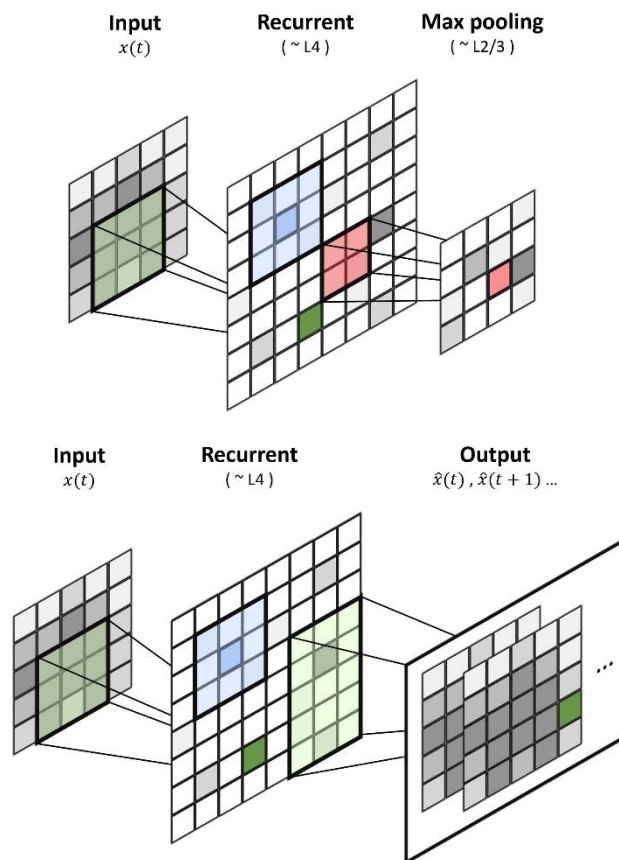 Input Recurrent Max pooling
x(t) ( ~ L4 ) ( ~ L2/3 )
Input Recurrent Output
x(t) ( ~ L4 ) x̂(t) , x̂(t + 1) ...
...